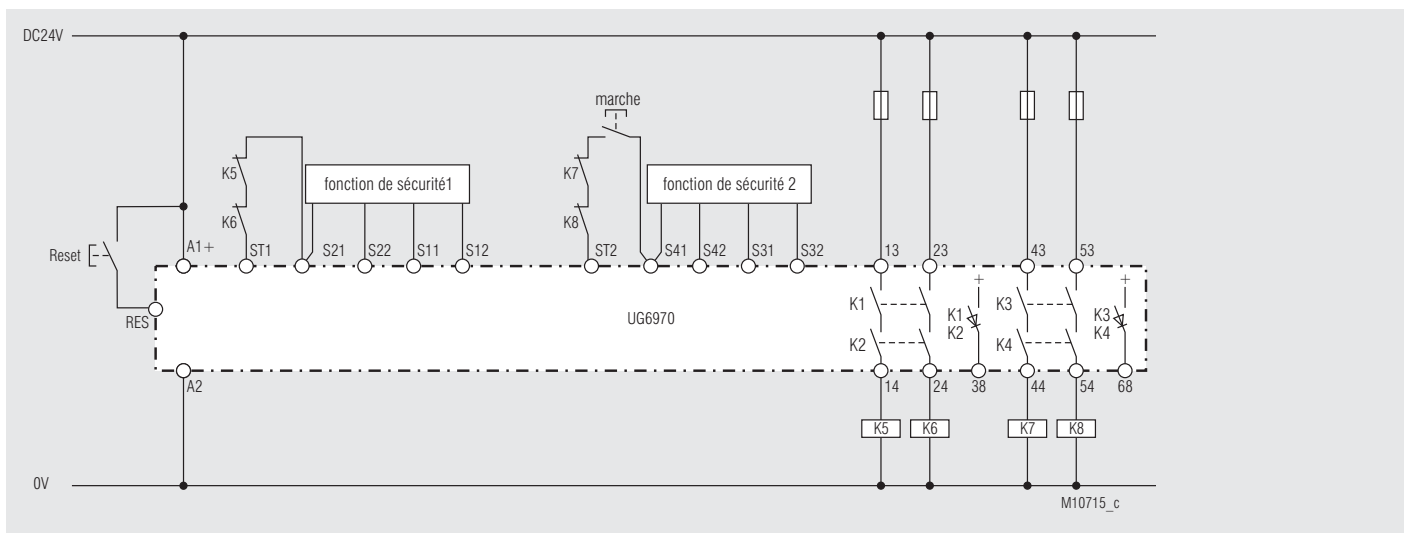 DC24V
marche
K5
fonction de sécurité1
K7
fonction de sécurité 2
K6
K8
Reset
A1+
ST1
S21
S22
S11
S12
ST2
S41
S42
S31
S32
13
23
43
53
+
+
K1
K1
K2
K3
K3
K4
RES
UG6970
K2
K4
A2
14
24
38
44
54
68
K5
K6
K7
K8
0V
M10715_c